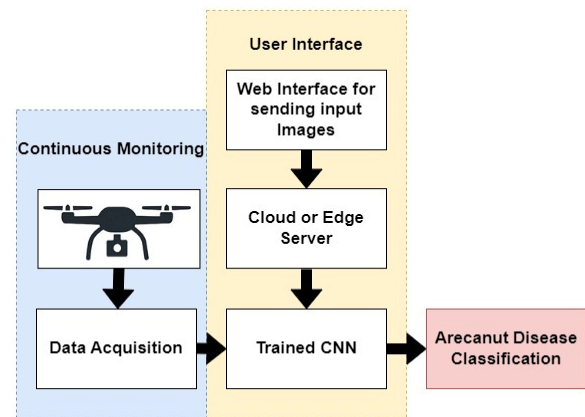 User Interface
Web Interface for
sending input
Images
Continuous Monitoring
Cloud or Edge
Server
Data Acquisition
Trained CNN
Arecanut Disease
Classification